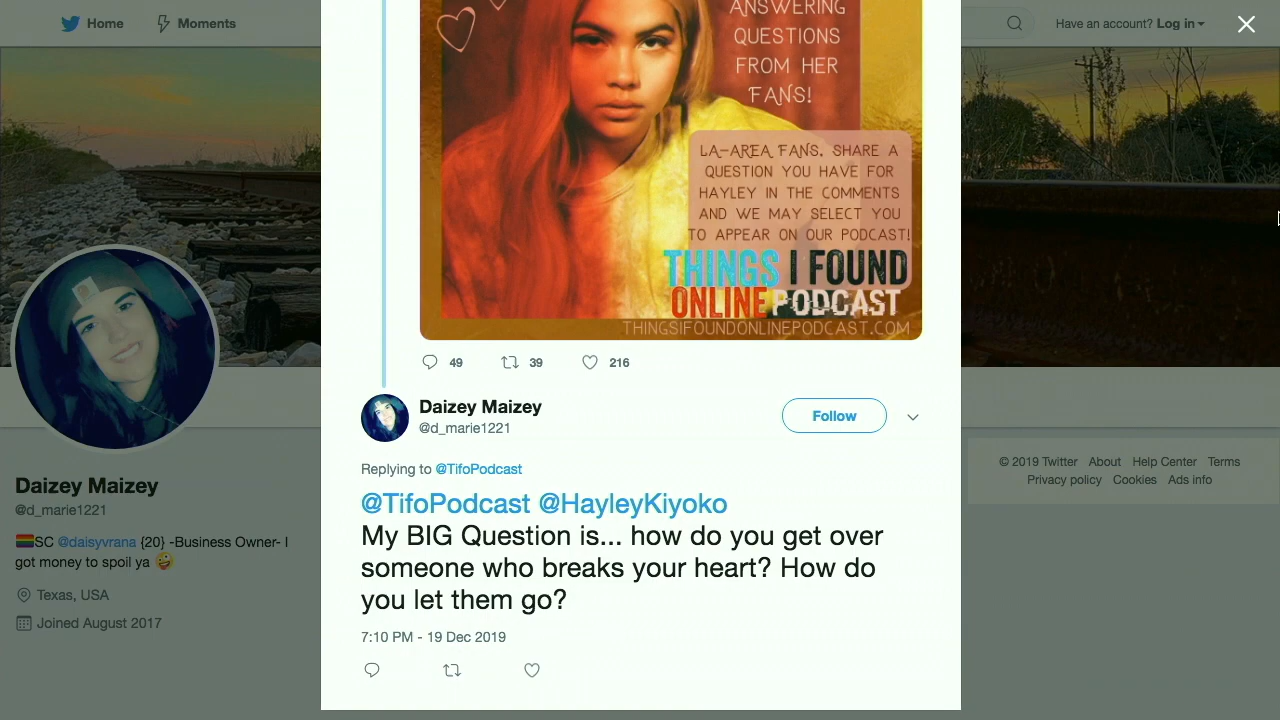 Home
Moments
Have an account? Log in
ANSWERING
QUESTIONS
FROM HER
FANS!
LA-AREA FANS, SHARE A
QUESTION YOU HAVE FOR
HAYLEY IN THE COMMENTS
AND WE MAY SELECT YOU
TO APPEAR ON OUR PODCAST!
THINGS I FOUND
ONLINE PODCAST
THINGSIFOUNDONLINEPODCAST.COM
49
39
216
Daizey Maizey
@d_marie1221
Follow
Replying to @TifoPodcast
@TifoPodcast @HayleyKiyoko
My BIG Question is... how do you get over
someone who breaks your heart? How do
you let them go?
7:10 PM - 19 Dec 2019
Daizey Maizey
@d_marie1221
SC @daisyvrana {20} -Business Owner- I
got money to spoil ya
Texas, USA
Joined August 2017
© 2019 Twitter About Help Center Terms
Privacy policy Cookies Ads info